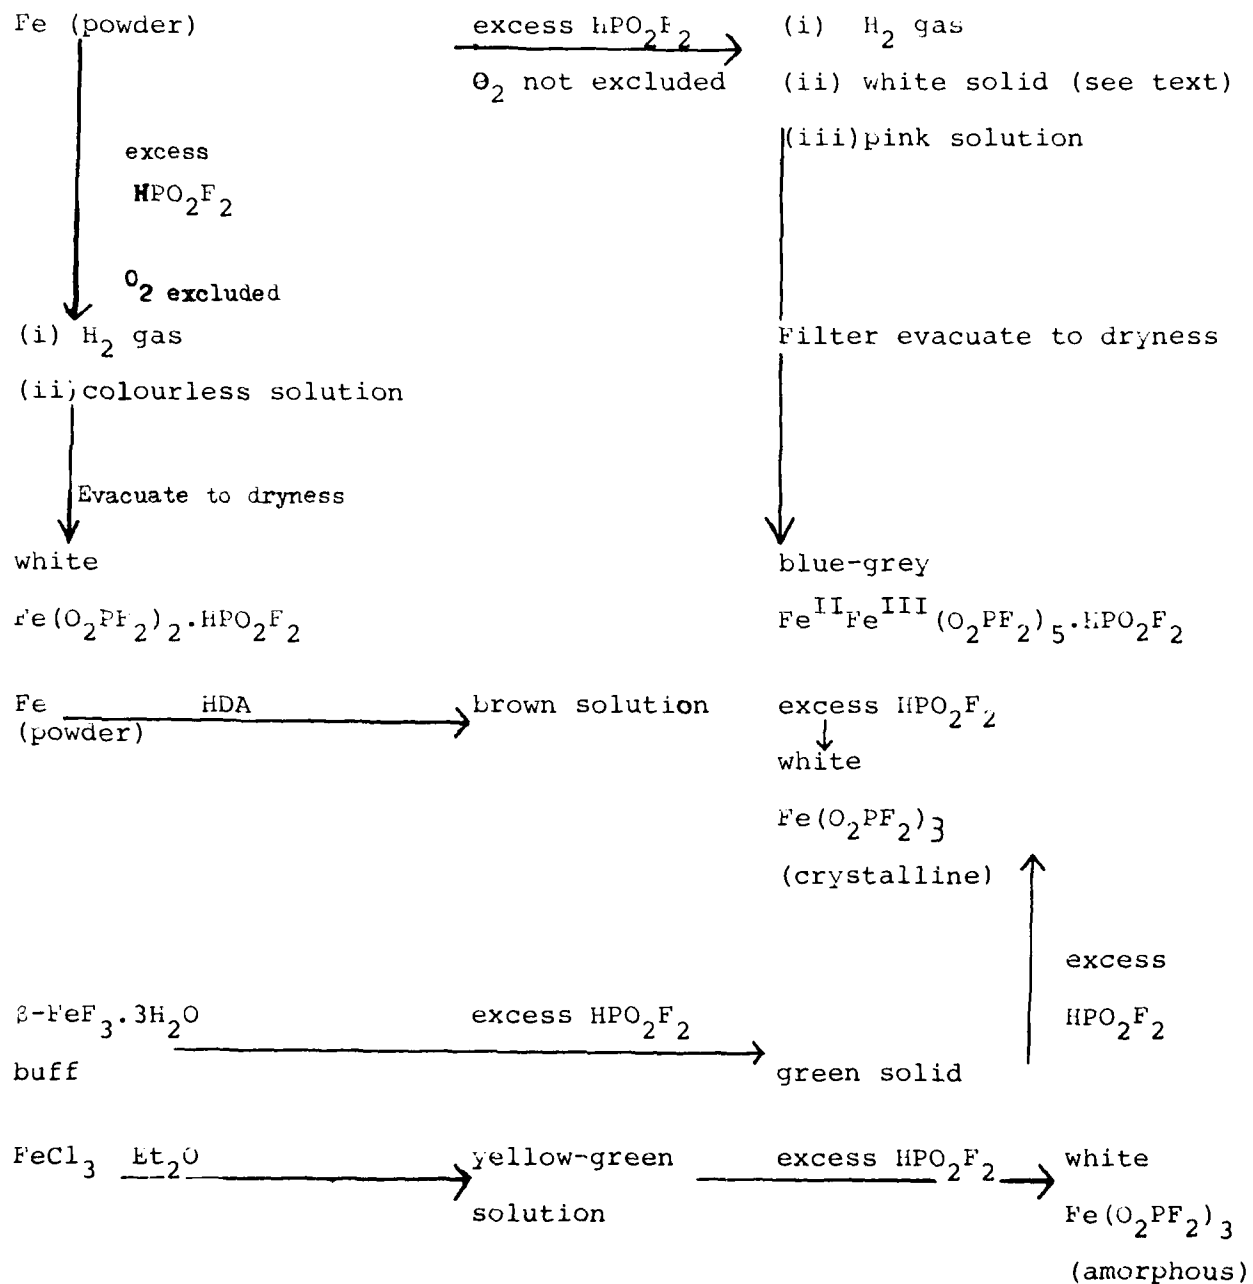 Fe (powder)
excess HPO₂F₂
O₂ not excluded
(i) H₂ gas
(ii) white solid (see text)
(iii) pink solution
excess
HPO₂F₂
O₂ excluded
(i) H₂ gas
(ii) colourless solution
Filter evacuate to dryness
Evacuate to dryness
white
Fe(O₂PF₂)₂.HPO₂F₂
blue-grey
Feᴵᴵ Feᴵᴵᴵ (O₂PF₂)₅.HPO₂F₂
Fe
(powder)
HDA
brown solution
excess HPO₂F₂
white
Fe(O₂PF₂)₃
(crystalline)
excess
HPO₂F₂
β-FeF₃.3H₂O
buff
excess HPO₂F₂
green solid
FeCl₃
Et₂O
yellow-green
solution
excess HPO₂F₂
white
Fe(O₂PF₂)₃
(amorphous)